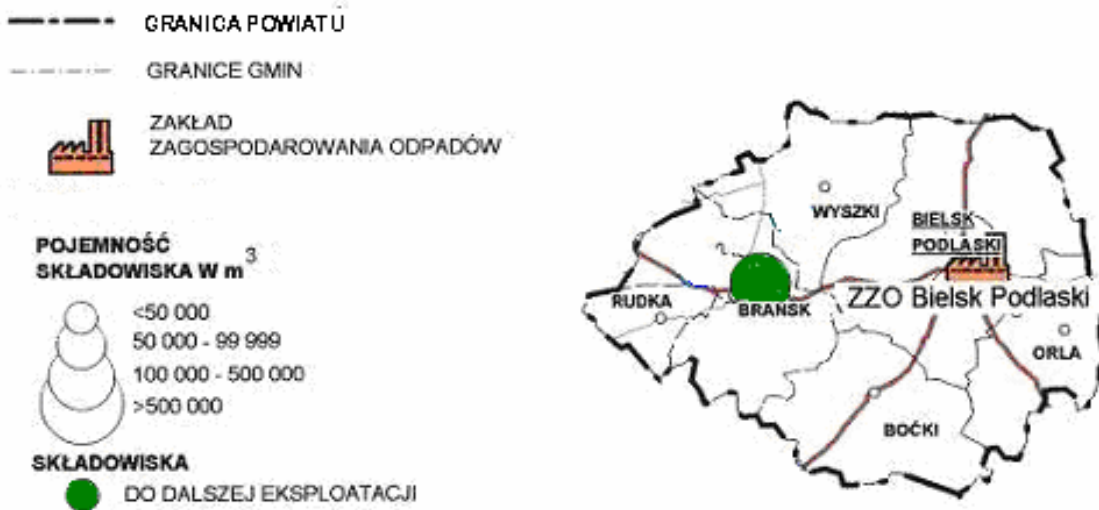 GRANICA POWIATU
GRANICE GMIN
ZAKŁAD
ZAGOSPODAROWANIA ODPADÓW
POJEMNOŚĆ
SKŁADOWISKA W m3
<50 000
50 000 - 99 999
100 000 - 500 000
>500 000
SKŁADOWISKA
DO DALSZEJ EKSPLOATACJI
WYSZKI
BIELSK
PODLASKI
ZZO Bielsk Podlaski
RUDKA
BRAŃSK
ORLA
BOĆKI